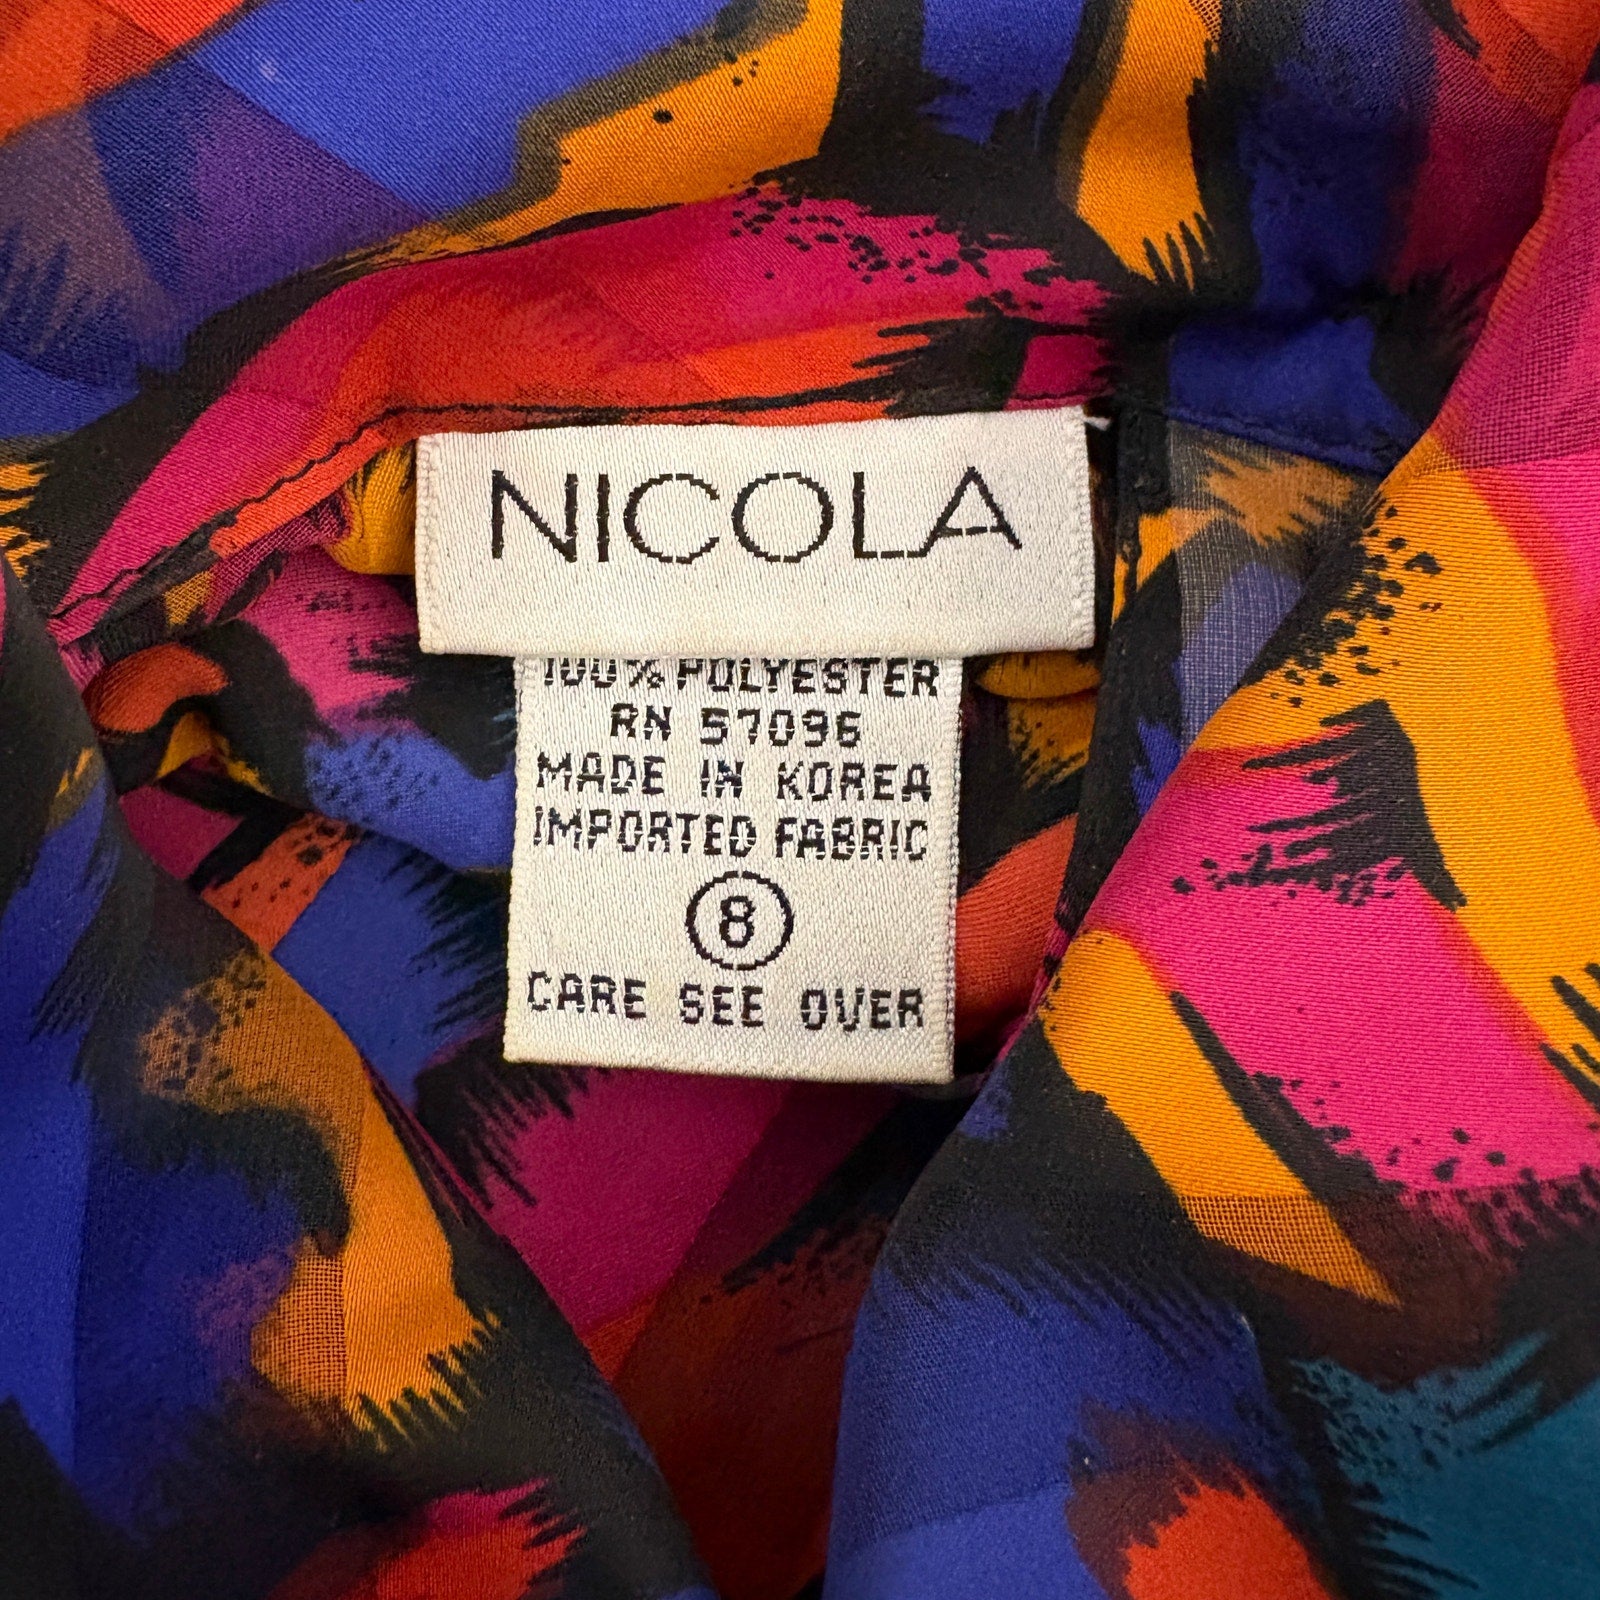 NICOLA
100% POLYESTER
RN 57096
MADE IN KOREA
IMPORTED FABRIC
8
CARE SEE OVER